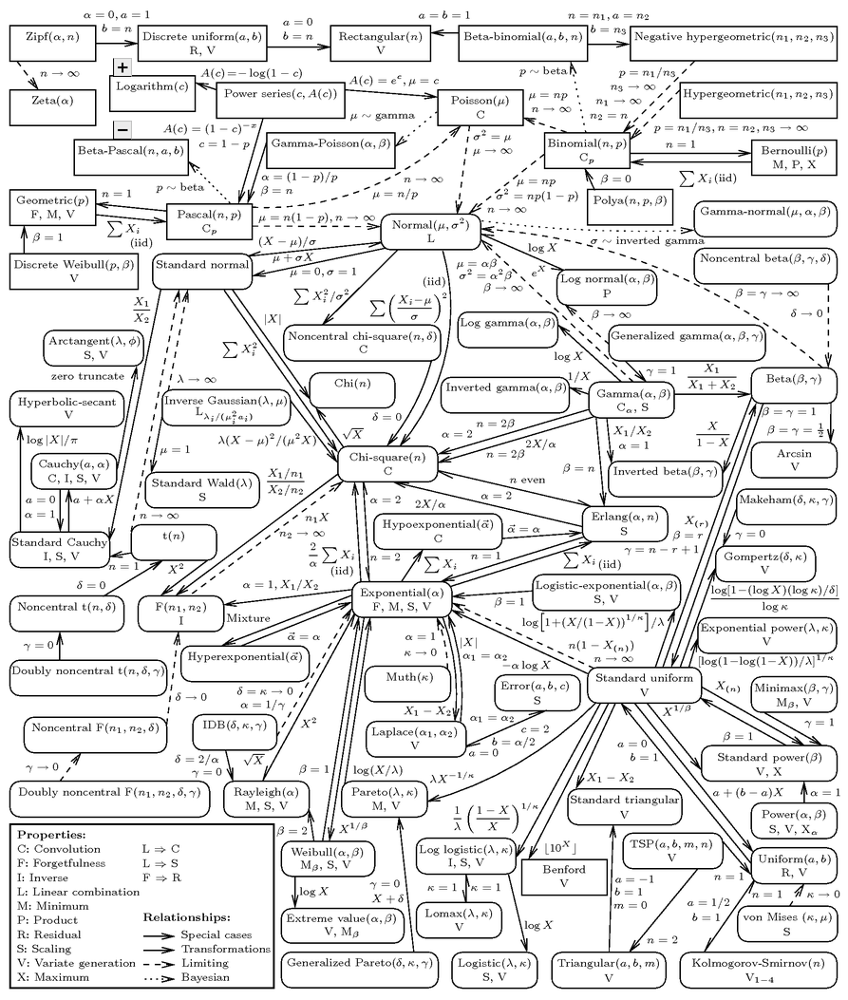 α = 0, a = 1
a = 0
a = b = 1
n = n₁, a = n₂
Zipf(α, n)
b = n
Discrete uniform(a, b)
R, V
b = n
Rectangular(n)
V
Beta-binomial(a, b, n)
b = n₃
Negative hypergeometric(n₁, n₂, n₃)
n → ∞
Zeta(α)
+
Logarithm(c)
A(c) = −log(1 − c)
Power series(c, A(c))
A(c) = eᶜ, μ = c
Poisson(μ)
C
p ∼ beta
μ = np
n → ∞
p = n₁/n₃
n₃ → ∞
n₁ → ∞
n₂ = n
Hypergeometric(n₁, n₂, n₃)
−
A(c) = (1 − c)⁻ˣ
c = 1 − p
μ ∼ gamma
σ² = μ
μ → ∞
p = n₁/n₃, n = n₂, n₃ → ∞
Beta-Pascal(n, a, b)
Gamma-Poisson(α, β)
Binomial(n, p)
Cₚ
n = 1
Bernoulli(p)
M, P, X
p ∼ beta
α = (1 − p)/p
β = n
n → ∞
μ = n/p
μ = np
σ² = np(1 − p)
n → ∞
β = 0
∑ Xᵢ (iid)
Polya(n, p, β)
Geometric(p)
F, M, V
n = 1
∑ Xᵢ
(iid)
Pascal(n, p)
Cₚ
μ = n(1 − p), n → ∞
Normal(μ, σ²)
L
Gamma-normal(μ, α, β)
σ ∼ inverted gamma
β = 1
Discrete Weibull(p, β)
V
Standard normal
(X − μ)/σ
μ + σX
μ = 0, σ = 1
(iid)
μ = αβ
σ² = α²β
β → ∞
log X
eˣ
Log normal(α, β)
P
Noncentral beta(β, γ, δ)
β = γ → ∞
δ → 0
X₁
X₂
|X|
∑ Xᵢ²/σ²
∑ ((Xᵢ−μ)/σ)²
β → ∞
Arctangent(λ, φ)
S, V
zero truncate
∑ Xᵢ²
Noncentral chi-square(n, δ)
C
Log gamma(α, β)
log X
Generalized gamma(α, β, γ)
γ = 1
λ → ∞
Chi(n)
1/X
X₁
X₁ + X₂
Beta(β, γ)
Hyperbolic-secant
V
Inverse Gaussian(λ, μ)
L λᵢ/(μᵢ²aᵢ)
δ = 0
Inverted gamma(α, β)
Gamma(α, β)
Cα, S
β = γ = 1
β = γ = ½
log |X|/π
λ(X − μ)²/(μ²X)
√X
n = 2β
α = 2
2X/α
n = 2β
X₁/X₂
α = 1
X
1 − X
Arcsin
V
μ = 1
Cauchy(a, α)
C, I, S, V
Chi-square(n)
C
β = n
Inverted beta(β, γ)
a = 0
α = 1
a + αX
Standard Wald(λ)
S
X₁/n₁
X₂/n₂
n even
α = 2
α = 2
2X/α
Makeham(δ, κ, γ)
n → ∞
n₁X
n₂ → ∞
Hypoexponential(α⃗)
C
α⃗ = α
Erlang(α, n)
S
X₍ᵣ₎
β = r
γ = n − r + 1
γ = 0
Standard Cauchy
I, S, V
n = 1
t(n)
X²
2/α ∑ Xᵢ
n = 2
∑ Xᵢ
n = 1
∑ Xᵢ
(iid)
Gompertz(δ, κ)
V
δ = 0
α = 1, X₁/X₂
Exponential(α)
F, M, S, V
β = 1
Logistic-exponential(α, β)
S, V
log[1−(log X)(log κ)/δ]
log κ
Noncentral t(n, δ)
F(n₁, n₂)
I
Mixture
log[1+(X/(1−X))^(1/κ)]/λ
Exponential power(λ, κ)
V
γ = 0
α⃗ = α
α = 1
κ → 0
|X|
α₁ = α₂
n(1 − X₍ₙ₎)
n → ∞
[log(1−log(1−X))/λ]^(1/κ)
Doubly noncentral t(n, δ, γ)
Hyperexponential(α⃗)
−α log X
Muth(κ)
Error(a, b, c)
S
Standard uniform
V
X₍ₙ₎
Minimax(β, γ)
Mβ, V
δ → 0
δ = κ → 0
α = 1/γ
X₁ − X₂
α₁ = α₂
X^(1/β)
γ = 1
Noncentral F(n₁, n₂, δ)
IDB(δ, κ, γ)
X²
Laplace(α₁, α₂)
V
c = 2
b = α/2
a = 0
a = 0
b = 1
β = 1
Standard power(β)
V, X
γ → 0
δ = 2/α
γ = 0
√X
β = 1
log(X/λ)
λX^(−1/κ)
X₁ − X₂
a + (b − a)X
α = 1
Doubly noncentral F(n₁, n₂, δ, γ)
Rayleigh(α)
M, S, V
Pareto(λ, κ)
M, V
Standard triangular
V
Power(α, β)
S, V, Xα
β = 2
X^(1/β)
1/λ ((1 − X)/X)^(1/κ)
Weibull(α, β)
Mβ, S, V
Log logistic(λ, κ)
I, S, V
⌊10ˣ⌋
Benford
V
TSP(a, b, m, n)
V
n = 1
Uniform(a, b)
R, V
log X
γ = 0
X + δ
κ = 1
κ = 1
a = −1
b = 1
m = 0
a = 1/2
b = 1
n = 1
κ → 0
Extreme value(α, β)
V, Mβ
Lomax(λ, κ)
V
log X
n = 2
von Mises (κ, μ)
S
Generalized Pareto(δ, κ, γ)
Logistic(λ, κ)
S, V
Triangular(a, b, m)
V
Kolmogorov-Smirnov(n)
V₁₋₄
Properties:
C: Convolution L ⇒ C
F: Forgetfulness L ⇒ S
I: Inverse F ⇒ R
L: Linear combination
M: Minimum
P: Product
R: Residual
S: Scaling
V: Variate generation
X: Maximum
Relationships:
Special cases
Transformations
Limiting
Bayesian